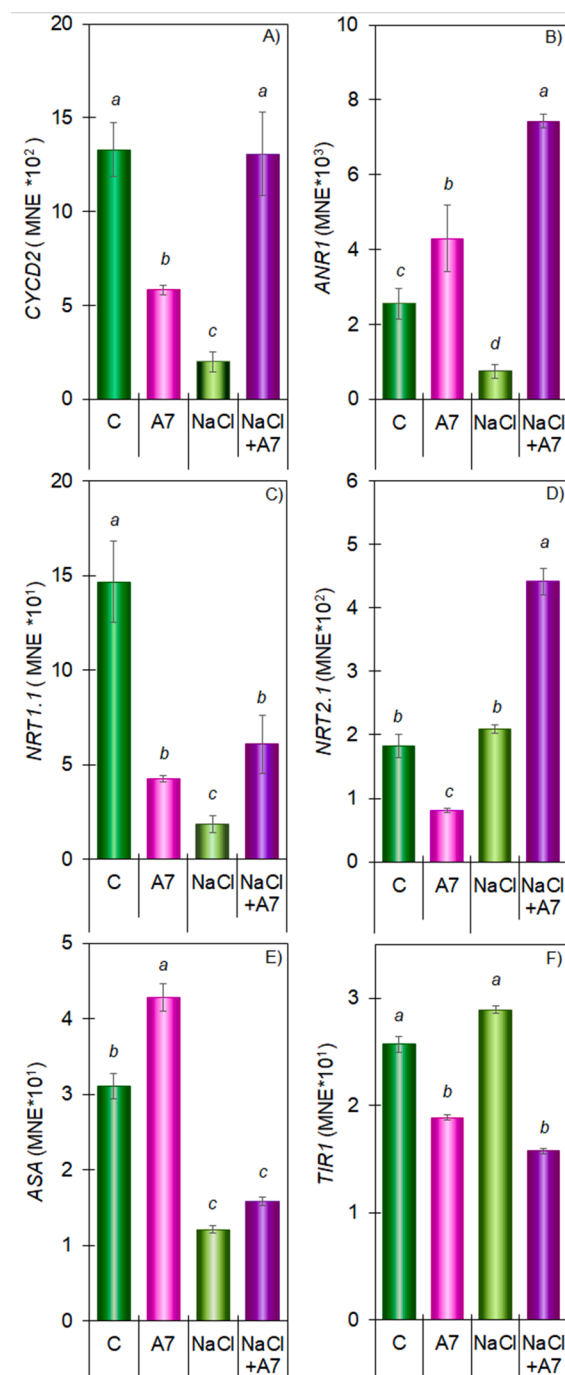 A)
20
15
10
5
0
CYCD2 ( MNE *10²)
a
b
c
a
C A7 NaCl NaCl
+A7
B)
10
8
6
4
2
0
ANR1 (MNE*10³)
c
b
d
a
C A7 NaCl NaCl
+A7
C)
20
15
10
5
0
NRT1.1 ( MNE *10¹)
a
b
c
b
C A7 NaCl NaCl
+A7
D)
6
5
4
3
2
1
0
NRT2.1 (MNE*10²)
b
c
b
a
C A7 NaCl NaCl
+A7
E)
5
4
3
2
1
0
ASA (MNE*10¹)
b
a
c
c
C A7 NaCl NaCl
+A7
F)
3
2
1
0
TIR1 (MNE*10¹)
a
b
a
b
C A7 NaCl NaCl
+A7